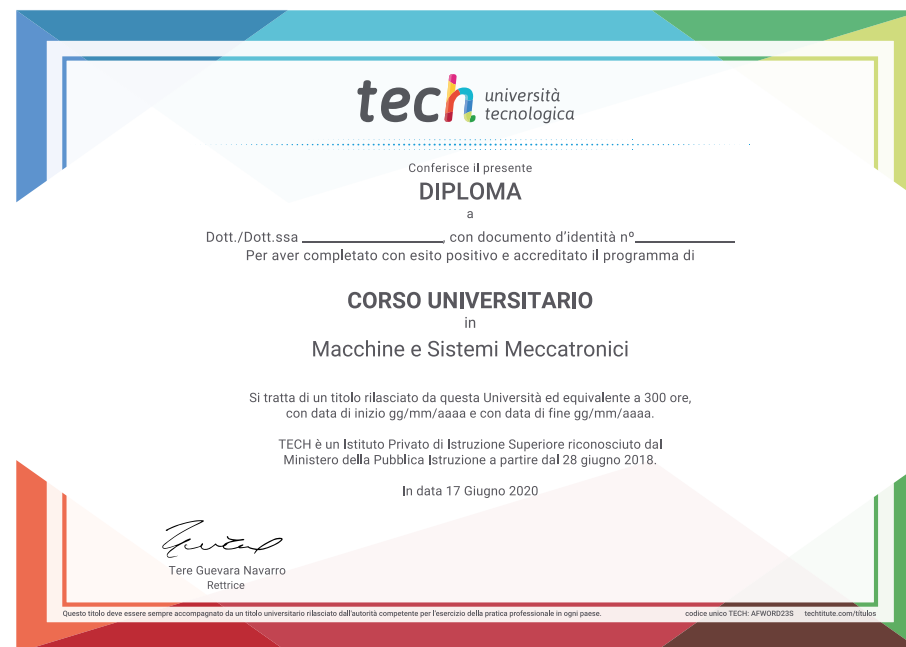 tech università
tecnologica
Conferisce il presente
DIPLOMA
a
Dott./Dott.ssa ____________________, con documento d'identità nº______________
Per aver completato con esito positivo e accreditato il programma di
CORSO UNIVERSITARIO
in
Macchine e Sistemi Meccatronici
Si tratta di un titolo rilasciato da questa Università ed equivalente a 300 ore,
con data di inizio gg/mm/aaaa e con data di fine gg/mm/aaaa.
TECH è un Istituto Privato di Istruzione Superiore riconosciuto dal
Ministero della Pubblica Istruzione a partire dal 28 giugno 2018.
In data 17 Giugno 2020
Tere Guevara Navarro
Rettrice
Questo titolo deve essere sempre accompagnato da un titolo universitario rilasciato dall'autorità competente per l'esercizio della pratica professionale in ogni paese. codice unico TECH: AFWORD23S techtitute.com/títulos